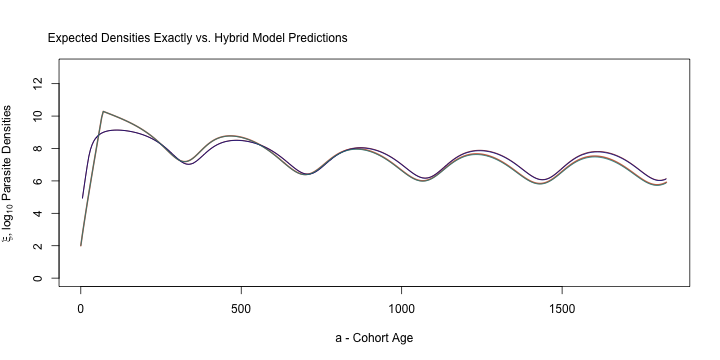 Expected Densities Exactly vs. Hybrid Model Predictions
ξ, log₁₀ Parasite Densities
12
10
8
6
4
2
0
0 500 1000 1500
a - Cohort Age